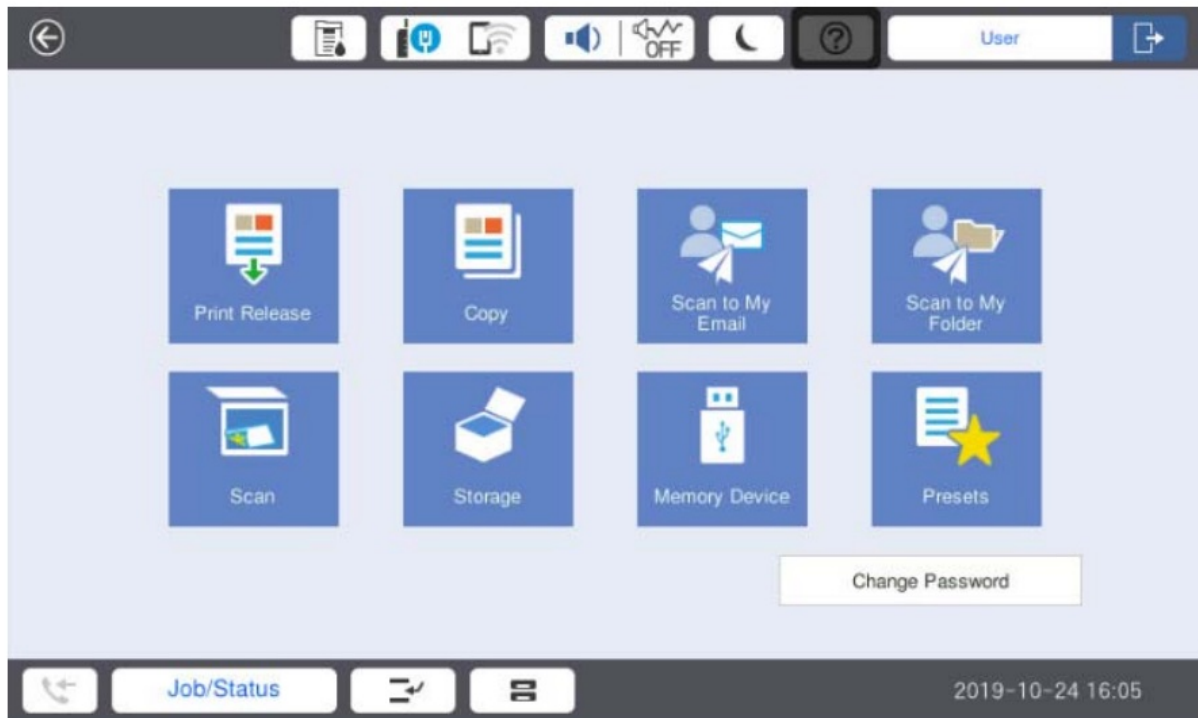 OFF
User
Print Release
Copy
Scan to My
Email
Scan to My
Folder
Scan
Storage
Memory Device
Presets
Change Password
Job/Status
2019-10-24 16:05